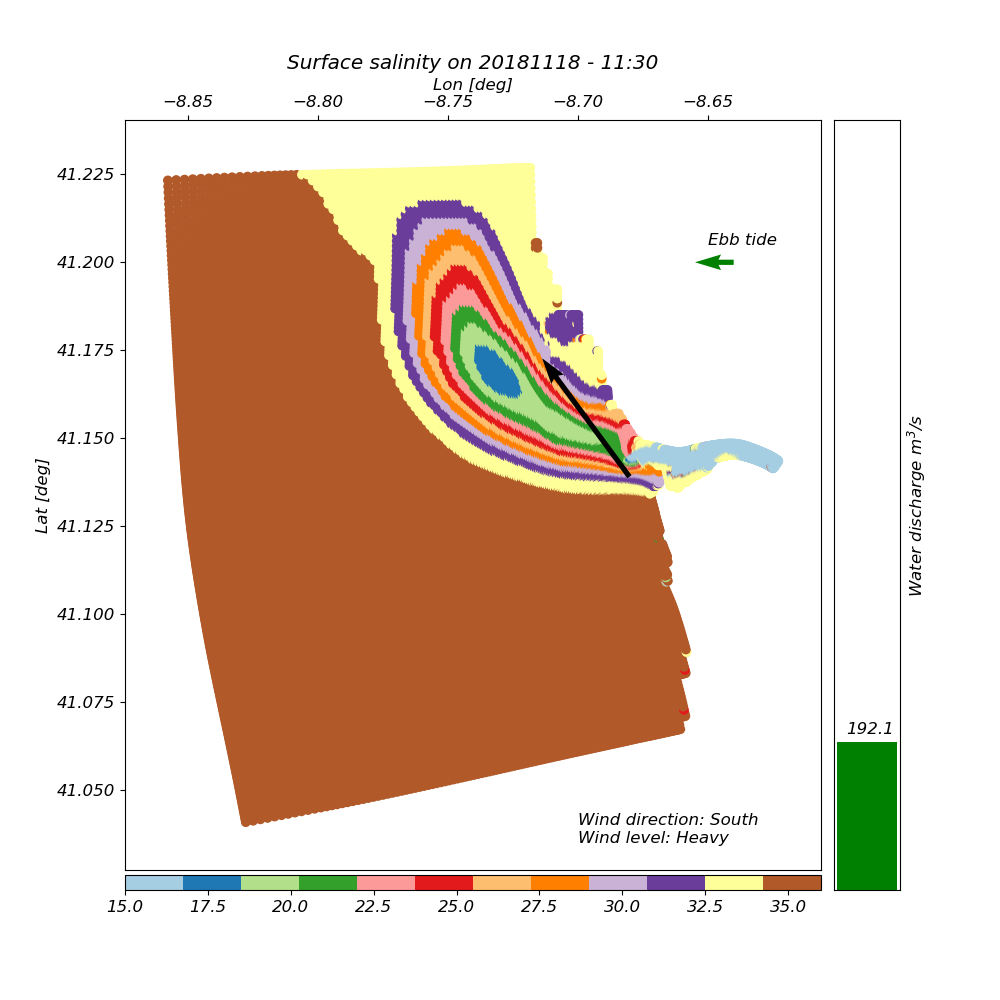 Surface salinity on 20181118 - 11:30
Lon [deg]
−8.85 −8.80 −8.75 −8.70 −8.65
41.225
41.200
41.175
41.150
41.125
41.100
41.075
41.050
Lat [deg]
Ebb tide
Wind direction: South
Wind level: Heavy
192.1
Water discharge m³/s
15.0 17.5 20.0 22.5 25.0 27.5 30.0 32.5 35.0